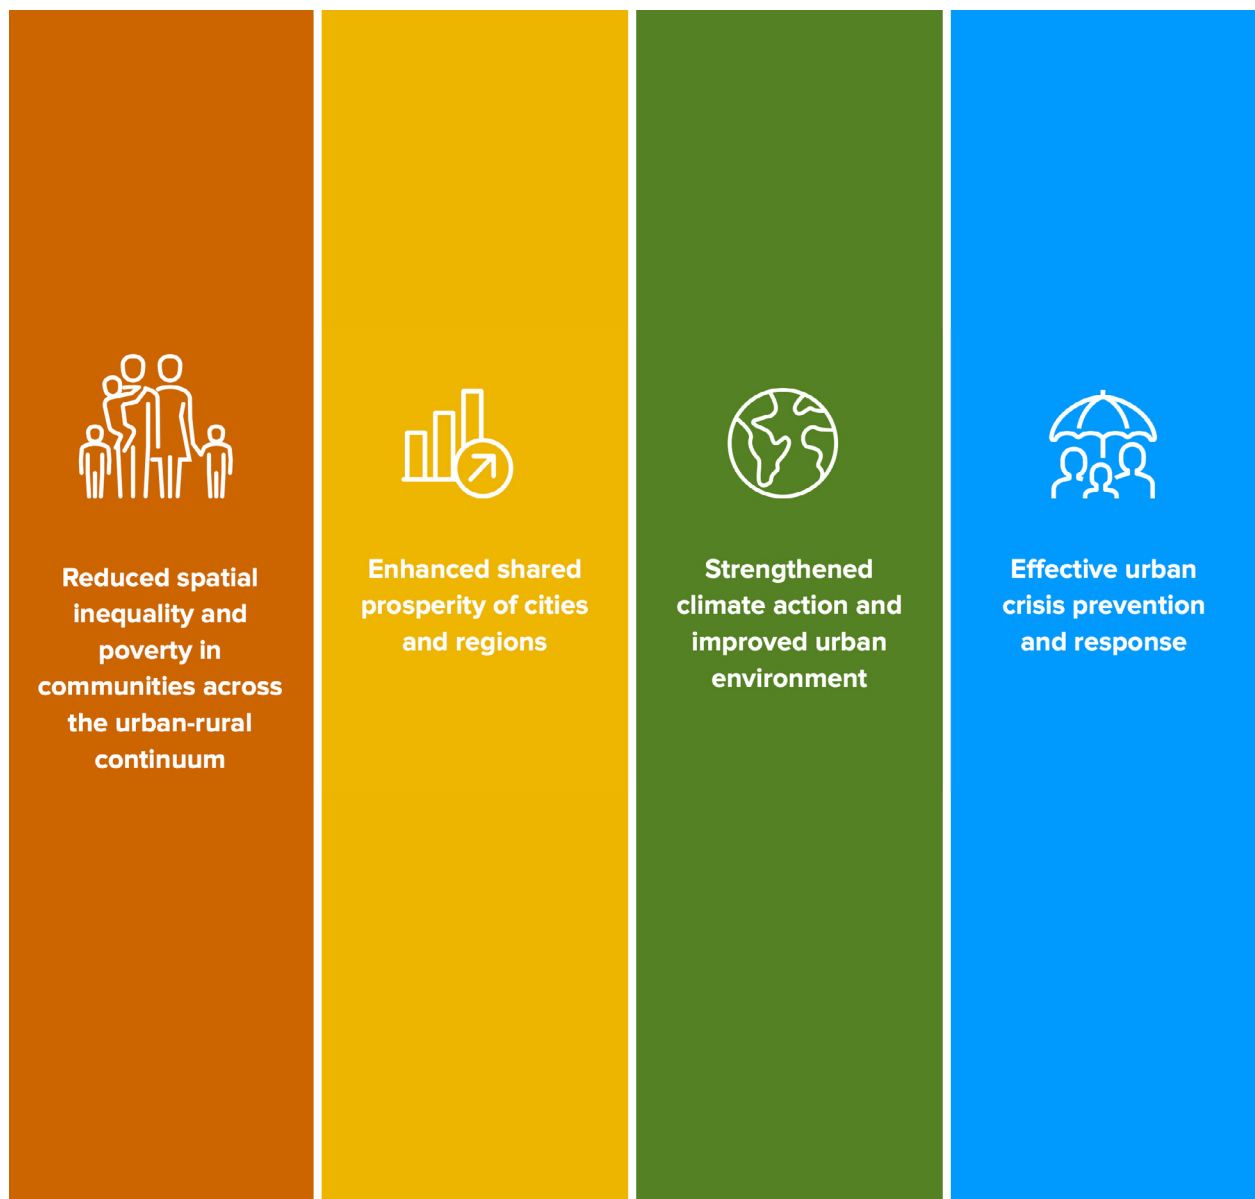 Reduced spatial
inequality and
poverty in
communities across
the urban-rural
continuum
Enhanced shared
prosperity of cities
and regions
Strengthened
climate action and
improved urban
environment
Effective urban
crisis prevention
and response